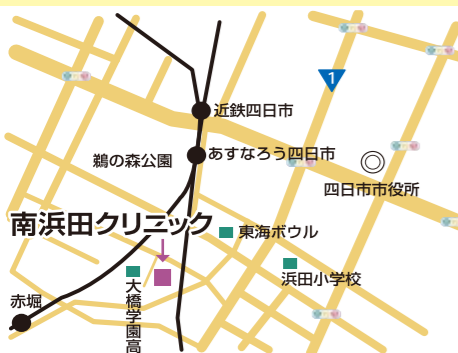 近鉄四日市
1
あすなろう四日市
鵜の森公園
四日市市役所
南浜田クリニック
東海ボウル
浜田小学校
大橋学園高
赤堀